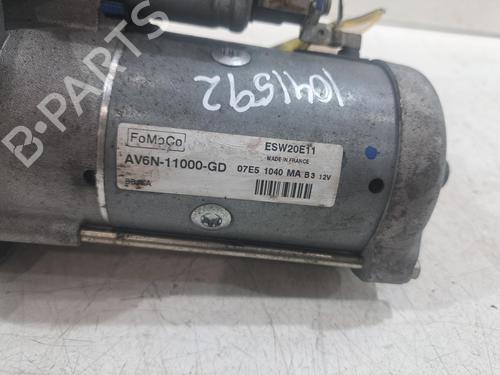 B-PARTS
1041592
FoMoCo
ESW20E11
MADE IN FRANCE
AV6N-11000-GD 07E5 1040 MA B3 12V